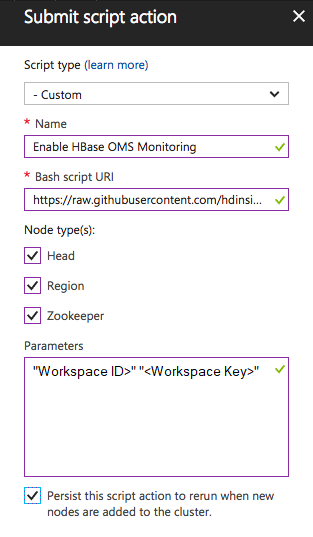 Submit script action
Script type (learn more)
- Custom
* Name
Enable HBase OMS Monitoring
* Bash script URI
https://raw.githubusercontent.com/hdinsi...
Node type(s):
Head
Region
Zookeeper
Parameters
"Workspace ID>" "<Workspace Key>"
Persist this script action to rerun when new
nodes are added to the cluster.